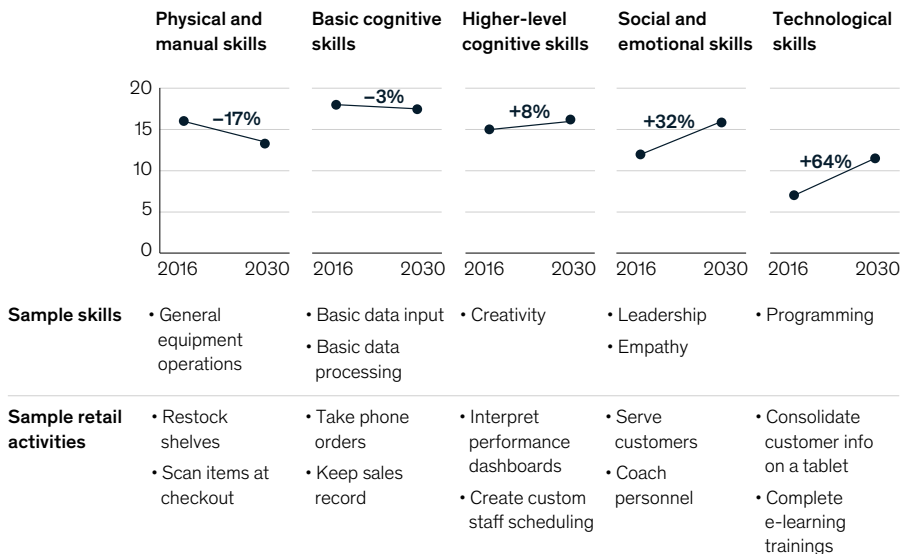 Physical and
manual skills
Basic cognitive
skills
Higher-level
cognitive skills
Social and
emotional skills
Technological
skills
20
15
10
5
0
–17%
2016 2030
–3%
2016 2030
+8%
2016 2030
+32%
2016 2030
+64%
2016 2030
Sample skills
• General
equipment
operations
• Basic data input
• Basic data
processing
• Creativity
• Leadership
• Empathy
• Programming
Sample retail
activities
• Restock
shelves
• Scan items at
checkout
• Take phone
orders
• Keep sales
record
• Interpret
performance
dashboards
• Create custom
staff scheduling
• Serve
customers
• Coach
personnel
• Consolidate
customer info
on a tablet
• Complete
e-learning
trainings